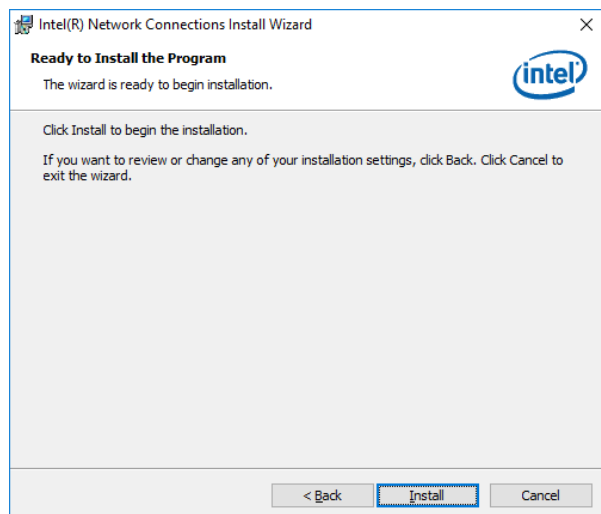 Intel(R) Network Connections Install Wizard
Ready to Install the Program
The wizard is ready to begin installation.
intel
Click Install to begin the installation.
If you want to review or change any of your installation settings, click Back. Click Cancel to
exit the wizard.
< Back
Install
Cancel